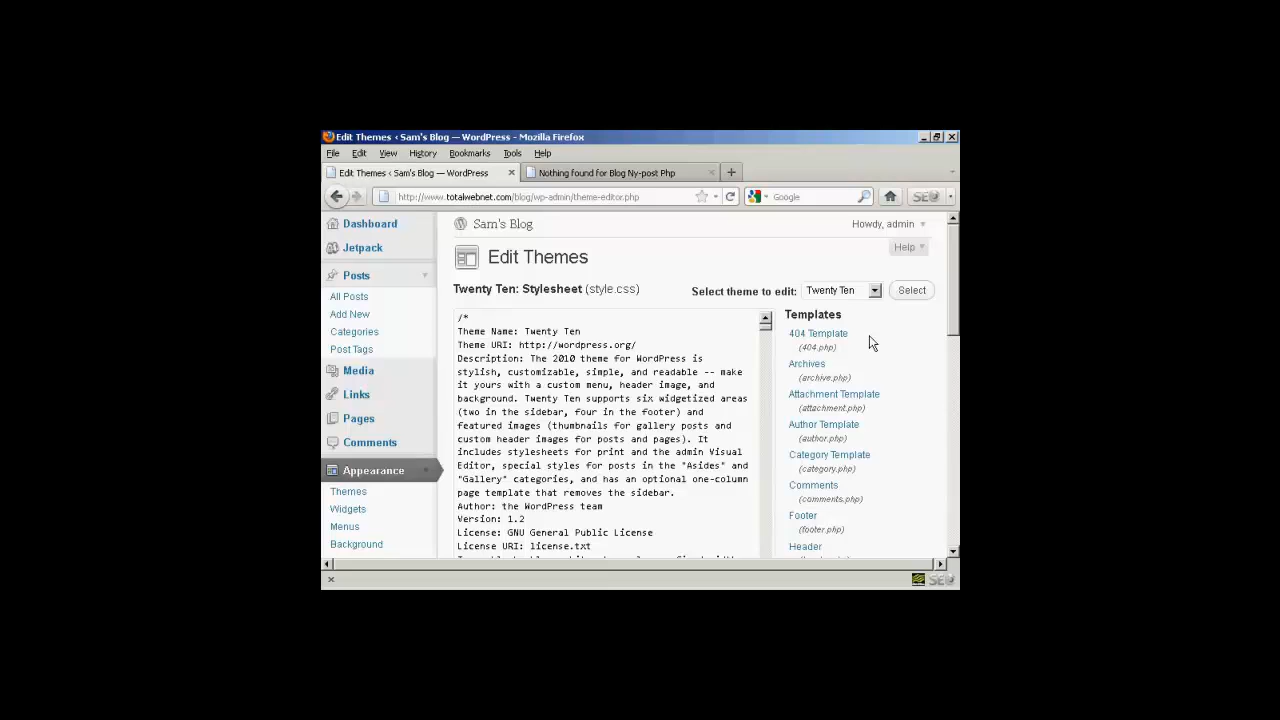 Edit Themes ‹ Sam's Blog — WordPress - Mozilla Firefox
File Edit View History Bookmarks Tools Help
Edit Themes ‹ Sam's Blog — WordPress
Nothing found for Blog Ny-post Php
http://www.totalwebnet.com/blog/wp-admin/theme-editor.php
Google
Dashboard
Jetpack
Posts
All Posts
Add New
Categories
Post Tags
Media
Links
Pages
Comments
Appearance
Themes
Widgets
Menus
Background
Sam's Blog
Howdy, admin
Help
Edit Themes
Twenty Ten: Stylesheet (style.css)
Select theme to edit: Twenty Ten Select
/*
Theme Name: Twenty Ten
Theme URI: http://wordpress.org/
Description: The 2010 theme for WordPress is
stylish, customizable, simple, and readable -- make
it yours with a custom menu, header image, and
background. Twenty Ten supports six widgetized areas
(two in the sidebar, four in the footer) and
featured images (thumbnails for gallery posts and
custom header images for posts and pages). It
includes stylesheets for print and the admin Visual
Editor, special styles for posts in the "Asides" and
"Gallery" categories, and has an optional one-column
page template that removes the sidebar.
Author: the WordPress team
Version: 1.2
License: GNU General Public License
License URI: license.txt
Templates
404 Template
(404.php)
Archives
(archive.php)
Attachment Template
(attachment.php)
Author Template
(author.php)
Category Template
(category.php)
Comments
(comments.php)
Footer
(footer.php)
Header